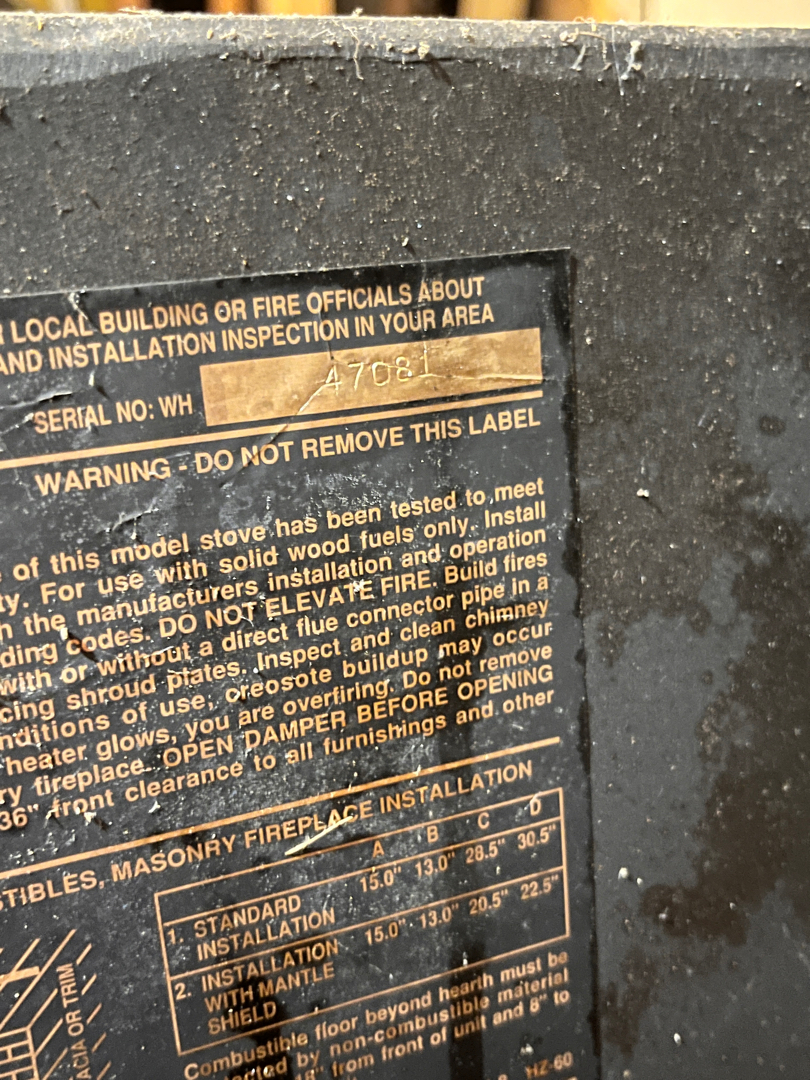 LOCAL BUILDING OR FIRE OFFICIALS ABOUT
AND INSTALLATION INSPECTION IN YOUR AREA
SERIAL NO: WH 47081
WARNING - DO NOT REMOVE THIS LABEL
of this model stove has been tested to meet
ty. For use with solid wood fuels only. Install
h the manufacturers installation and operation
ding codes. DO NOT ELEVATE FIRE. Build fires
with or without a direct flue connector pipe in a
cing shroud plates. Inspect and clean chimney
nditions of use, creosote buildup may occur
heater glows, you are overfiring. Do not remove
ry fireplace. OPEN DAMPER BEFORE OPENING
36" front clearance to all furnishings and other
STIBLES, MASONRY FIREPLACE INSTALLATION
A B C D
1. STANDARD INSTALLATION 15.0" 13.0" 28.5" 30.5"
2. INSTALLATION WITH MANTLE SHIELD 15.0" 13.0" 20.5" 22.5"
ACIA OR TRIM
Combustible floor beyond hearth must be
cted by non-combustible material
18" from front of unit and 8" to
HZ-60